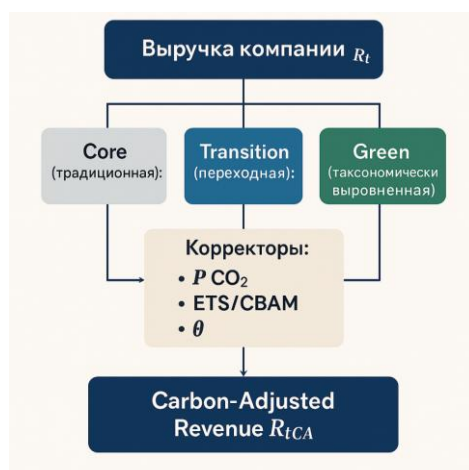 Выручка компании Rt
Core
(традиционная):
Transition
(переходная):
Green
(таксономически
выровненная)
Корректоры:
• P CO₂
• ETS/CBAM
• θ
Carbon-Adjusted
Revenue RtCA